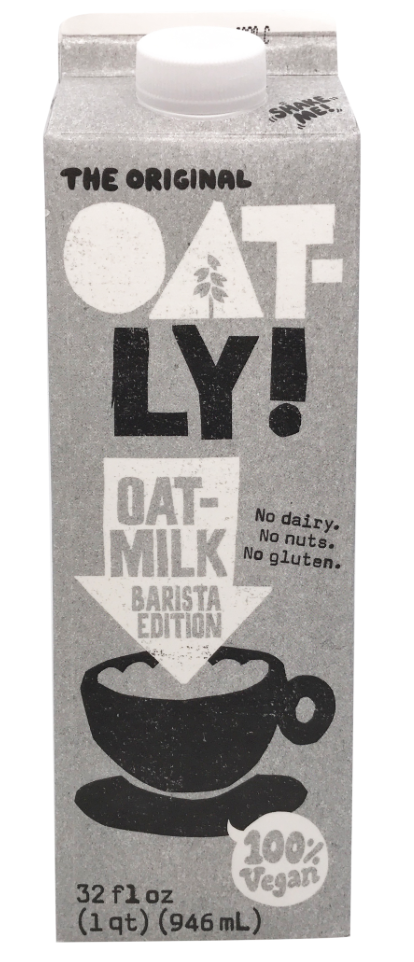 SHAKE
ME!
THE ORIGINAL
OAT-
LY!
OAT-
MILK
BARISTA
EDITION
No dairy.
No nuts.
No gluten.
100%
Vegan
32 fl oz
(1 qt) (946 mL)